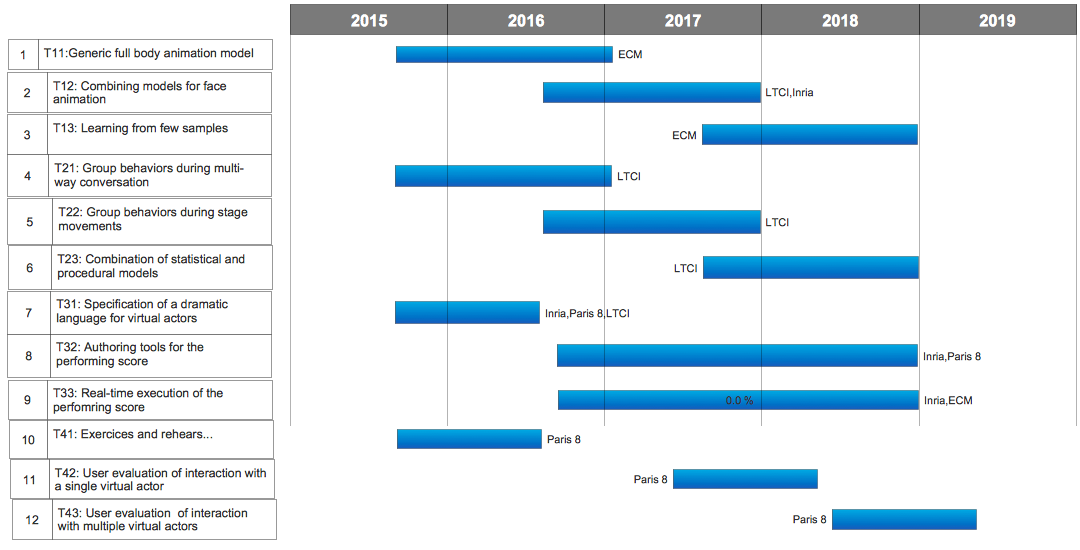 2015 2016 2017 2018 2019
1 T11:Generic full body animation model ECM
2 T12: Combining models for face
animation LTCI,Inria
3 T13: Learning from few samples ECM
4 T21: Group behaviors during multi-
way conversation LTCI
5 T22: Group behaviors during stage
movements LTCI
6 T23: Combination of statistical and
procedural models LTCI
7 T31: Specification of a dramatic
language for virtual actors Inria,Paris 8,LTCI
8 T32: Authoring tools for the
performing score Inria,Paris 8
9 T33: Real-time execution of the
perfomring score 0.0 % Inria,ECM
10 T41: Exercices and rehears... Paris 8
11 T42: User evaluation of interaction with
a single virtual actor Paris 8
12 T43: User evaluation of interaction
with multiple virtual actors Paris 8